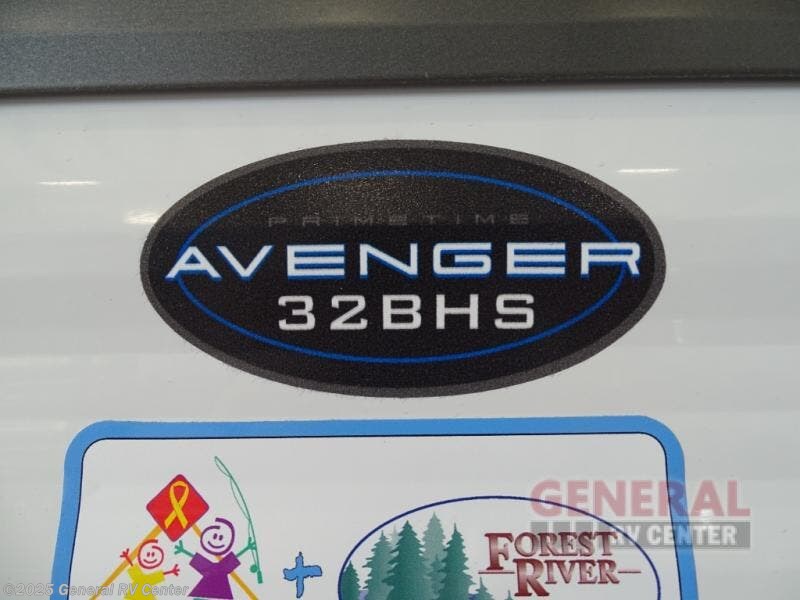 PRIMETIME
AVENGER
32BHS
GENERAL
RV CENTER
+
FOREST
RIVER
©2025 General RV Center